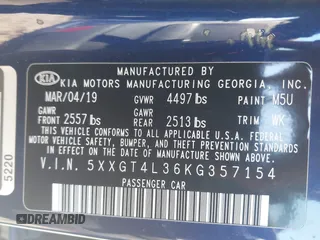 KIA MANUFACTURED BY
KIA MOTORS MANUFACTURING GEORGIA, INC.
MAR/04/19 GVWR 4497 lbs PAINT M5U
GAWR FRONT 2557 lbs GAWR REAR 2513 lbs TRIM WK
THIS VEHICLE CONFORMS TO ALL APPLICABLE U.S.A. FEDERAL MOTOR VEHICLE
SAFETY, BUMPER, AND THEFT PREVENTION STANDARDS
IN EFFECT ON THE DATE OF MANUFACTURE SHOWN ABOVE.
V.I.N. 5XXGT4L36KG357154
PASSENGER CAR
5220
DREAMBID